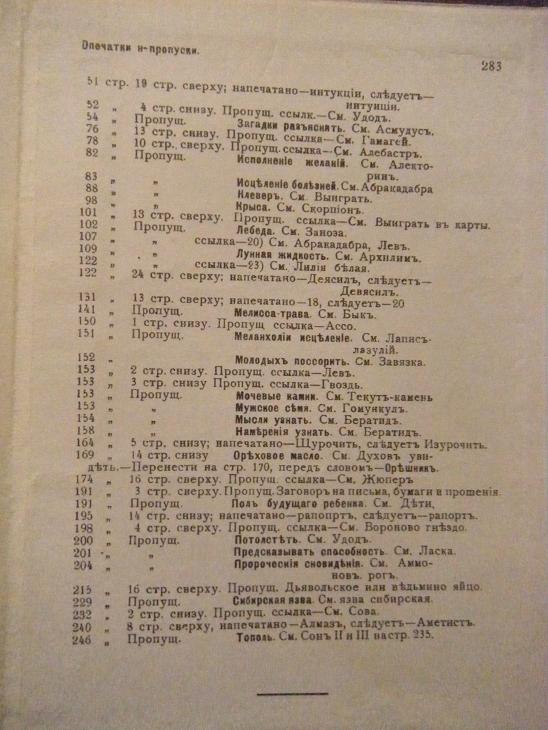 Опечатки и пропуски.
283
51 стр. 19 стр. сверху; напечатано—интукціи, слѣдуетъ—
интуиціи.
52 „ 4 стр. снизу. Пропущ. ссылк.—См. Удодъ.
54 „ Пропущ. Загадки разъяснять. См. Асмудусъ.
76 „ 13 стр. снизу. Пропущ. ссылка—См. Гамагей.
78 „ 10 стр. сверху. Пропущ. ссылка—См. Алебастръ.
82 „ Пропущ. Исполненіе желаній. См. Алекто-
ріинъ.
83 „ „ Исцѣленіе болѣзней. См. Абракадабра
88 „ „ Клеверъ. См. Выиграть.
98 „ „ Крыса. См. Скорпіонъ.
101 „ 13 стр. сверху. Пропущ. ссылка—См. Выиграть въ карты.
102 „ Пропущ. Лебеда. См. Заноза.
107 „ „ ссылка—20) См. Абракадабра, Левъ.
109 „ „ Лунная жидкость. См. Архилимъ.
122 „ „ ссылка—23) См. Лилія бѣлая.
122 „ 24 стр. сверху; напечатано—Деясилъ, слѣдуетъ—
Девясилъ.
131 „ 13 стр. сверху; напечатано—18, слѣдуетъ—20
141 „ Пропущ. Мелисса-трава. См. Быкъ.
150 „ 1 стр. снизу. Пропущ ссылка—Ассо.
151 „ Пропущ. Меланхоліи исцѣленіе. См. Лапис-
лазулій.
152 „ „ Молодыхъ поссорить. См. Завязка.
153 „ 2 стр. снизу. Пропущ. ссылка—Левъ.
153 „ 3 стр. снизу Пропущ. ссылка—Гвоздь.
153 „ Пропущ. Мочевые камни. См. Текутъ-камень
153 „ „ Мужское сѣмя. См. Гомункулъ.
154 „ „ Мысли узнать. См. Бератидъ.
158 „ „ Намѣренія узнать. См. Бератидъ.
164 „ 5 стр. снизу; напечатано—Щурочить, слѣдуетъ Изурочить.
169 „ 14 стр. снизу Орѣховое масло. См. Духовъ уви-
дѣть.—Перенести на стр. 170, передъ словомъ—Орѣшникъ.
174 „ 16 стр. сверху. Пропущ. ссылка—См. Жюперъ
191 „ 3 стр. сверху. Пропущ. Заговоръ на письма, бумаги и прошенія.
191 „ Пропущ. Полъ будущаго ребенка. См. Дѣти,
195 „ 14 стр. снизу; напечатано—рапортъ, слѣдуетъ—рапортъ.
198 „ 4 стр. сверху. Пропущ. ссылка—См. Вороново гнѣздо.
200 „ Пропущ. Потолстѣть. См. Удодъ.
201 „ „ Предсказывать способность. См. Ласка.
204 „ „ Пророческія сновидѣнія. См. Аммо-
новъ рогъ.
215 „ 16 стр. сверху. Пропущ. Дьявольское или вѣдьмино яйцо.
229 „ Пропущ. Сибирская язва. См. язва сибирская.
232 „ 2 стр. снизу. Пропущ. ссылка—См. Сова.
240 „ 8 стр. сверху, напечатано—Алмазъ, слѣдуетъ—Аметистъ.
246 „ Пропущ. Тополь. См. Сонъ II и III на стр. 235.